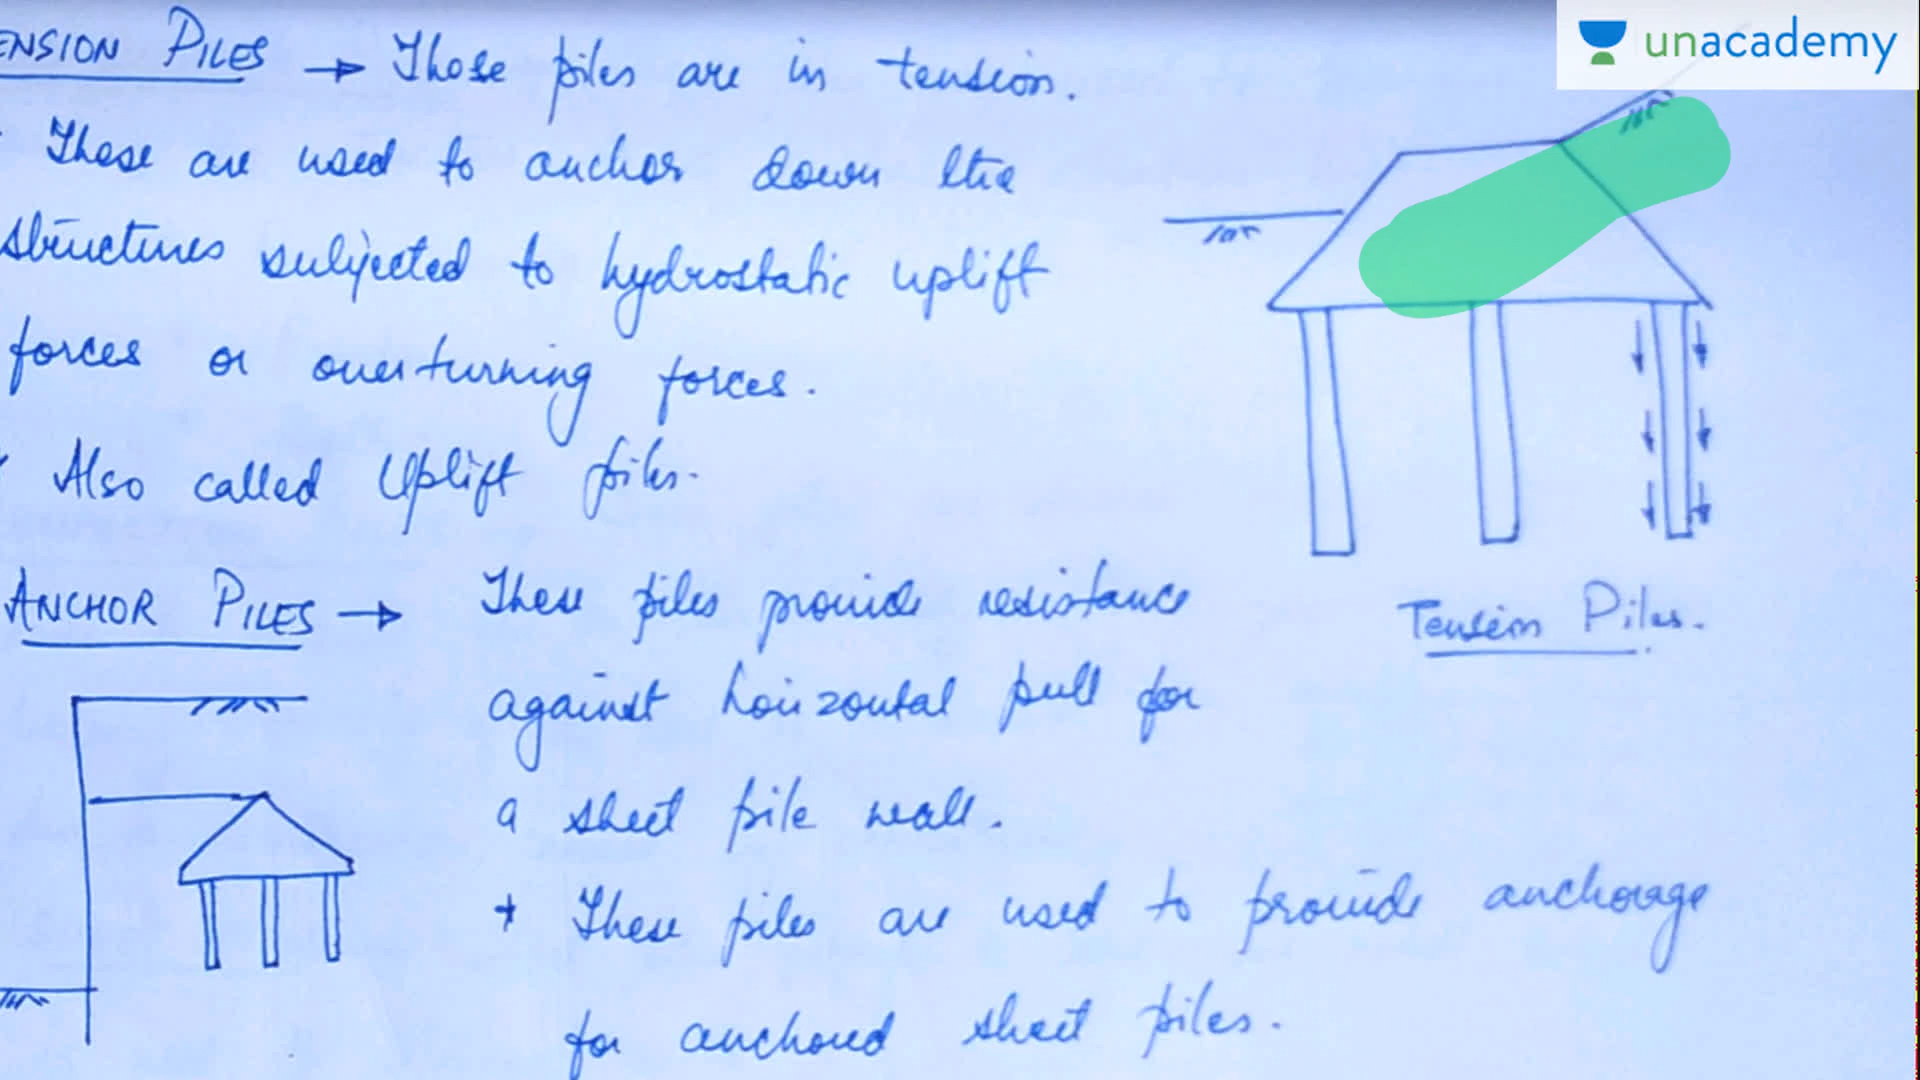 ENSION PILES → These piles are in tension.
These are used to anchor down the
structures subjected to hydrostatic uplift
forces or overturning forces.
Also called Uplift piles.
ANCHOR PILES → These piles provide resistance
against horizontal pull for
a sheet pile wall.
+ These piles are used to provide anchorage
for anchored sheet piles.
unacademy
Tension Piles.